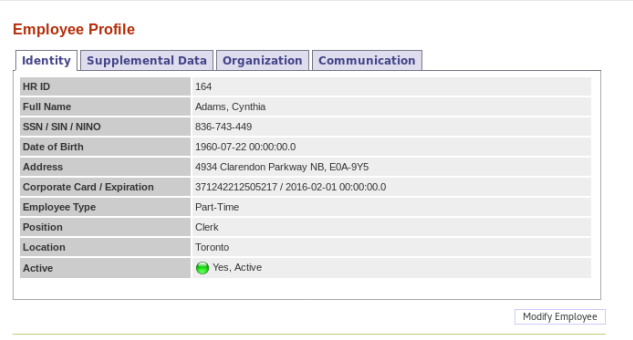 Employee Profile
Identity Supplemental Data Organization Communication
HR ID 164
Full Name Adams, Cynthia
SSN / SIN / NINO 836-743-449
Date of Birth 1960-07-22 00:00:00.0
Address 4934 Clarendon Parkway NB, E0A-9Y5
Corporate Card / Expiration 371242212505217 / 2016-02-01 00:00:00.0
Employee Type Part-Time
Position Clerk
Location Toronto
Active Yes, Active
Modify Employee